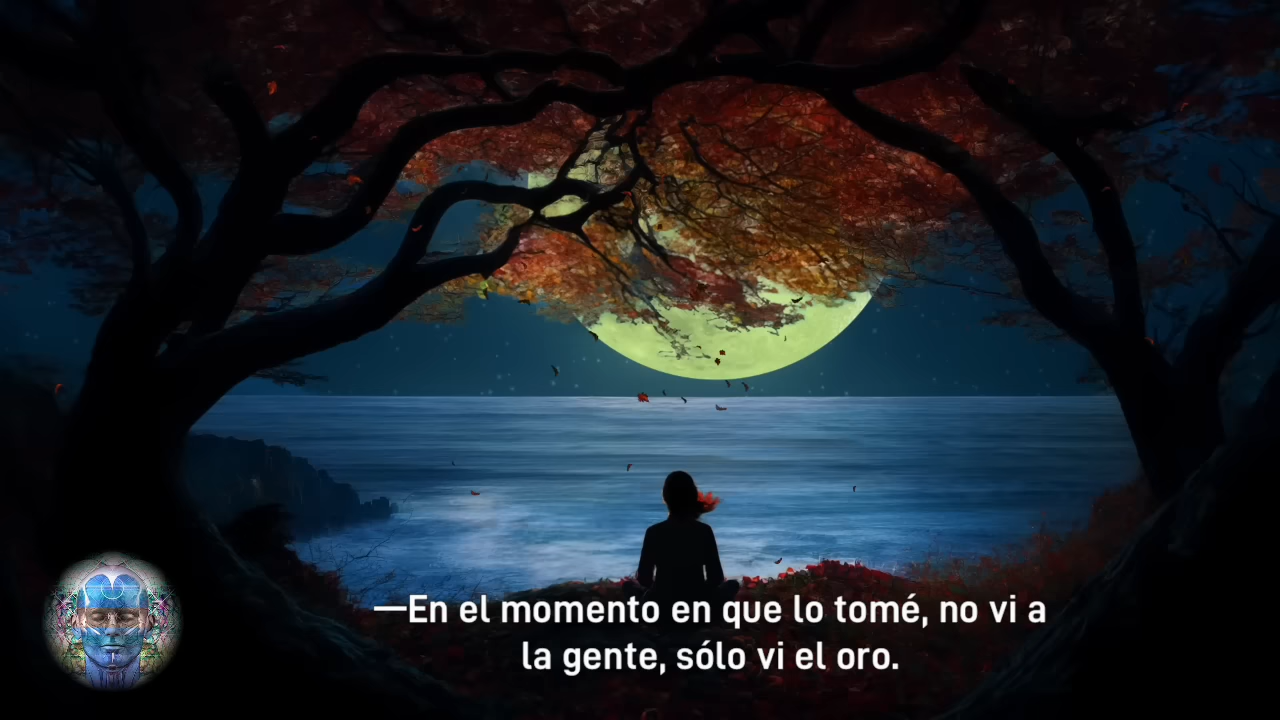 —En el momento en que lo tomé, no vi a
la gente, sólo vi el oro.